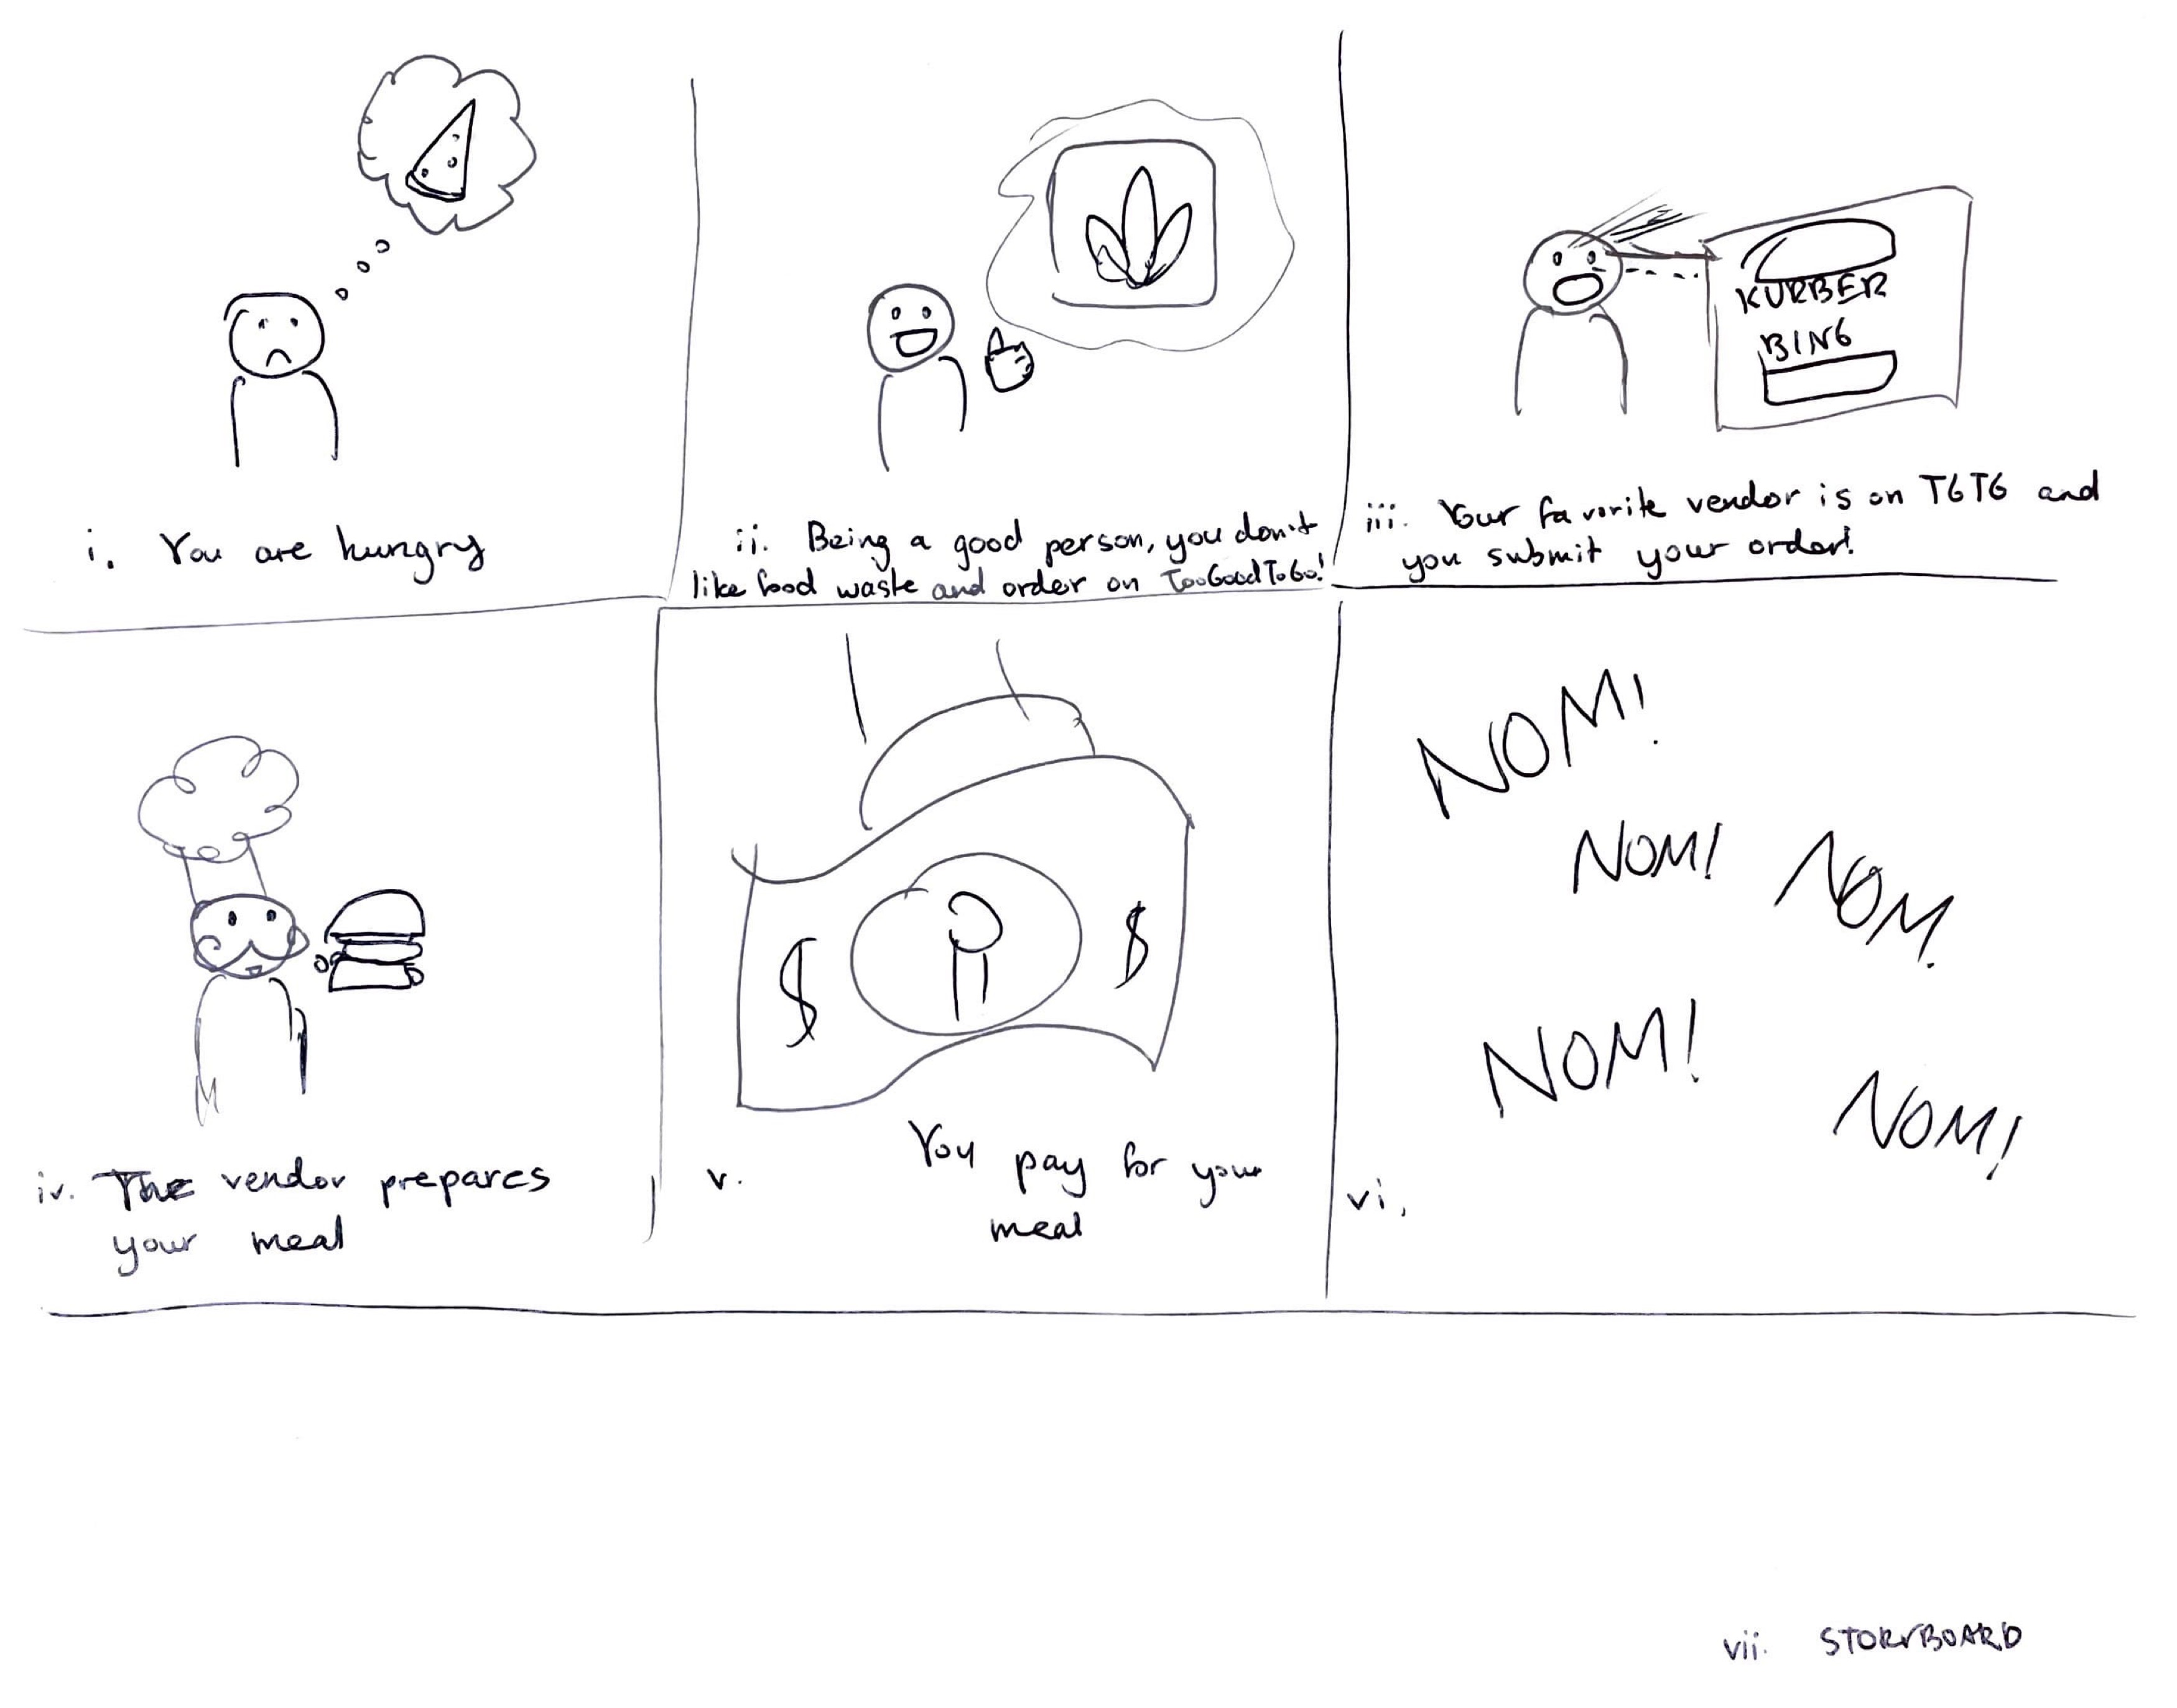 i. You are hungry
ii. Being a good person, you don't
like food waste and order on TooGoodToGo!
KURBER
BING
iii. Your favorite vendor is on TGTG and
you submit your order!
iv. The vendor prepares
your meal
$ $
v. You pay for your
meal
NOM!
NOM!
NOM!
NOM!
NOM!
vi.
vii. STORYBOARD